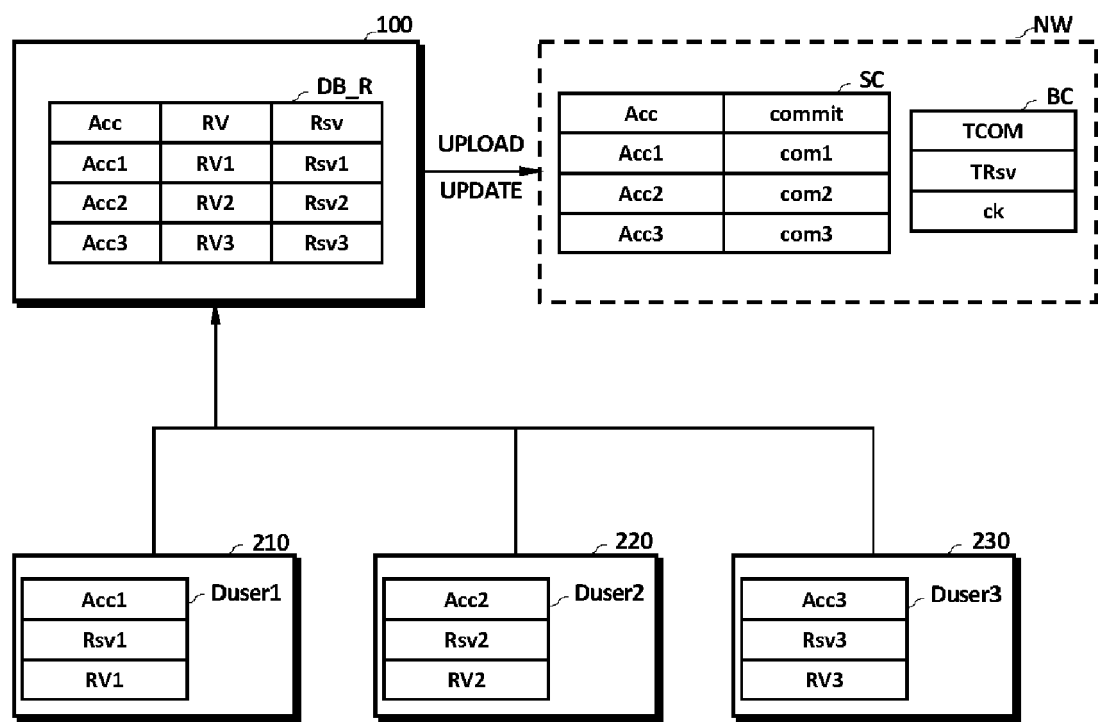 100
NW
DB_R
Acc RV Rsv
Acc1 RV1 Rsv1
Acc2 RV2 Rsv2
Acc3 RV3 Rsv3
UPLOAD
UPDATE
SC
Acc commit
Acc1 com1
Acc2 com2
Acc3 com3
BC
TCOM
TRsv
ck
210
Duser1
Acc1
Rsv1
RV1
220
Duser2
Acc2
Rsv2
RV2
230
Duser3
Acc3
Rsv3
RV3